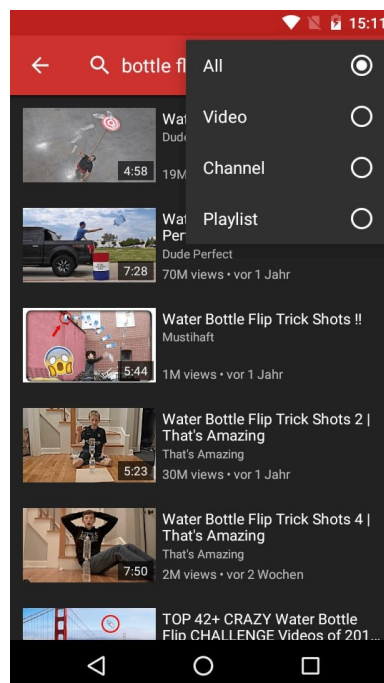 15:11
bottle fl
All
Video
Channel
Playlist
Wat
Dude
4:58
19M
Wat
Per
Dude Perfect
7:28
70M views • vor 1 Jahr
Water Bottle Flip Trick Shots !!
Mustihaft
5:44
1M views • vor 1 Jahr
Water Bottle Flip Trick Shots 2 |
That's Amazing
That's Amazing
5:23
30M views • vor 1 Jahr
Water Bottle Flip Trick Shots 4 |
That's Amazing
That's Amazing
7:50
2M views • vor 2 Wochen
TOP 42+ CRAZY Water Bottle
Flip CHALLENGE Videos of 201...